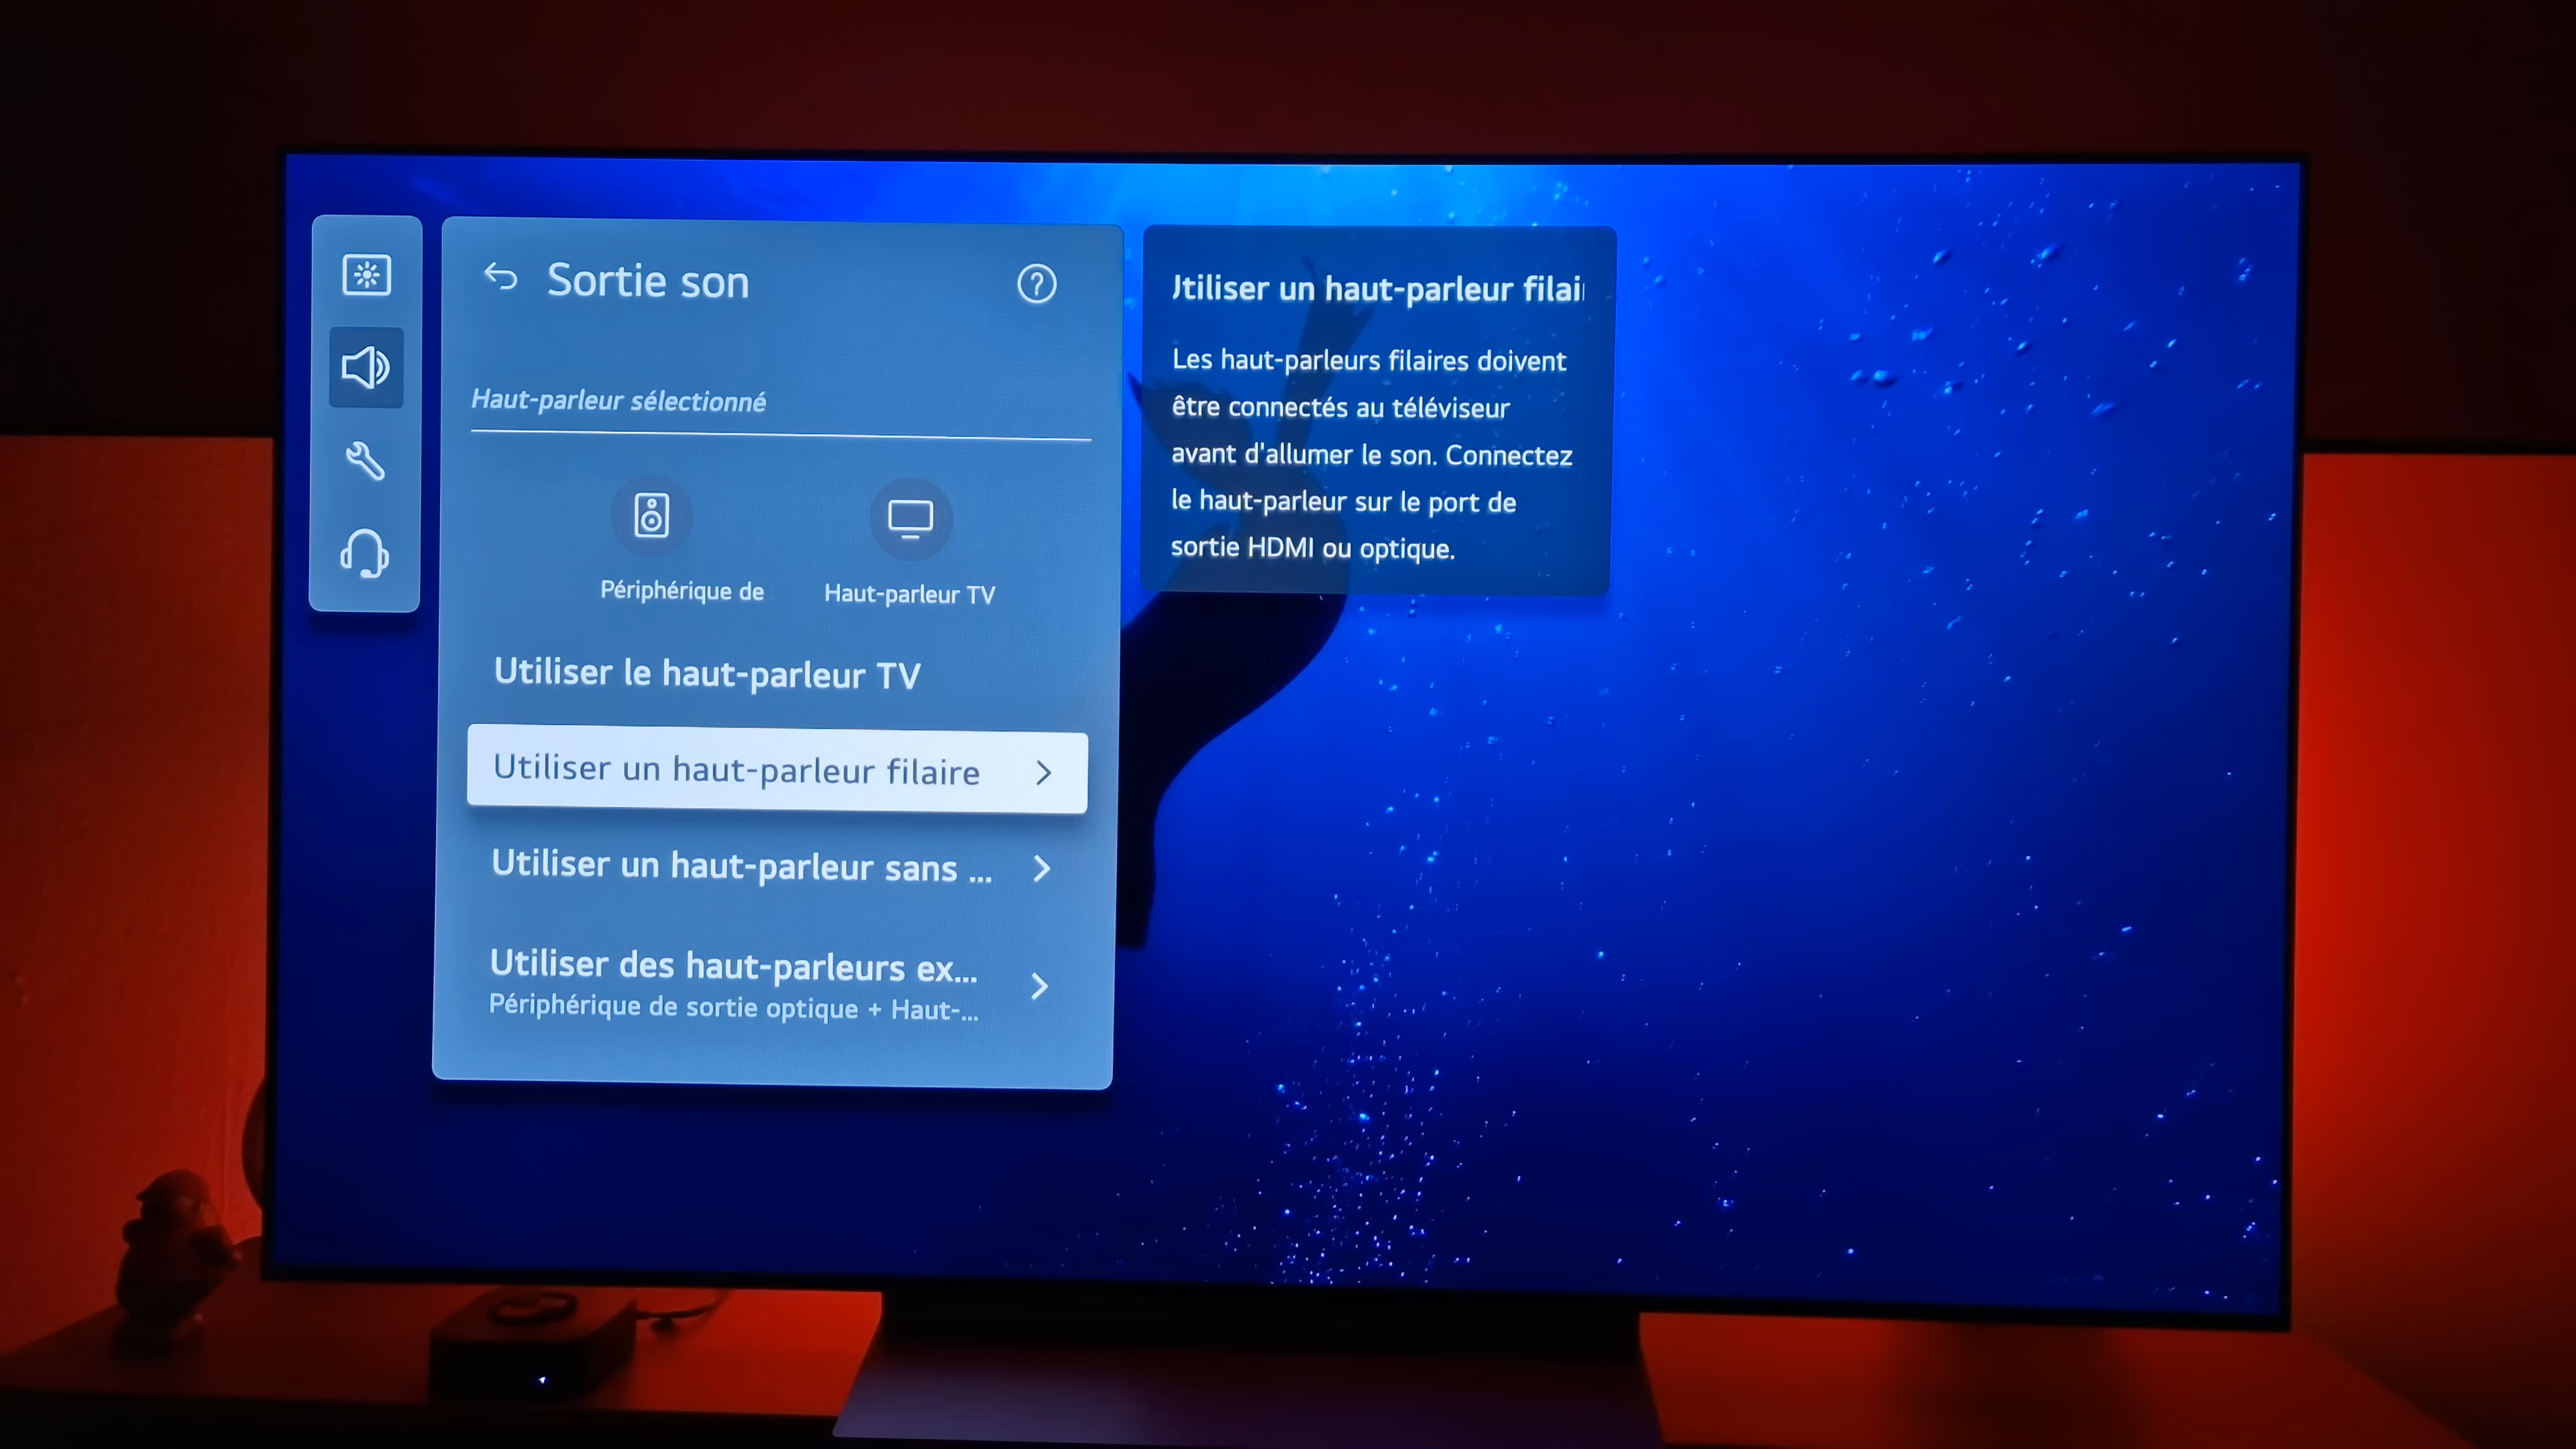 Sortie son
Haut-parleur sélectionné
Périphérique de
Haut-parleur TV
Utiliser le haut-parleur TV
Utiliser un haut-parleur filaire
Utiliser un haut-parleur sans ...
Utiliser des haut-parleurs ex...
Périphérique de sortie optique + Haut-...
un haut-parleur
Les haut-parleurs filaires doivent
être connectés au téléviseur
avant d'allumer le son. Connectez
le haut-parleur sur le port de
sortie HDMI ou optique.